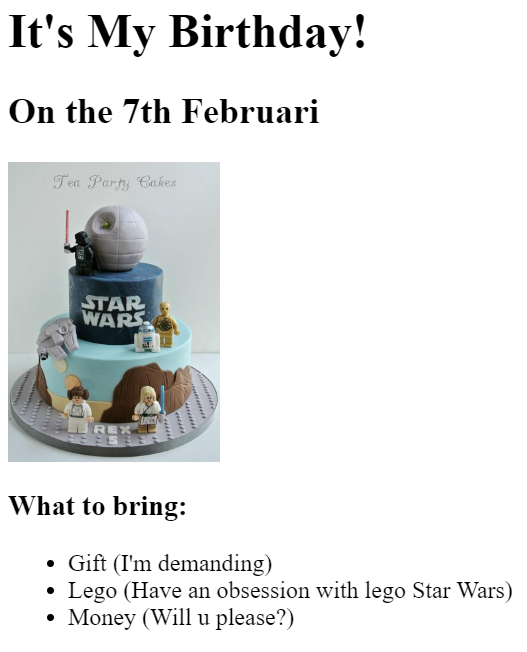 It's My Birthday!
On the 7th Februari
Tea Party Cakes
STAR
WARS
REX
5
What to bring:
Gift (I'm demanding)
Lego (Have an obsession with lego Star Wars)
Money (Will u please?)